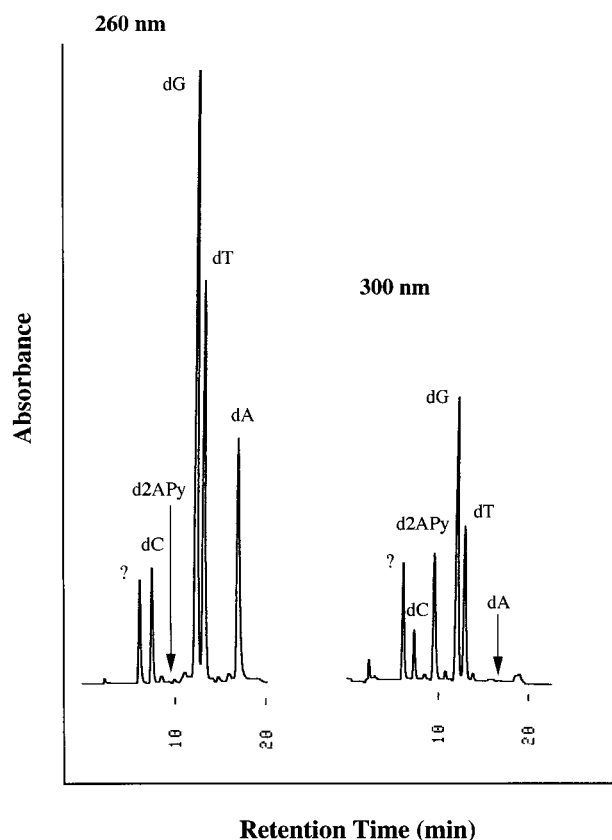 260 nm
dG
dT
dA
d2APy
dC
?
10
20
300 nm
dG
dT
d2APy
?
dC
dA
10
20
Absorbance
Retention Time (min)